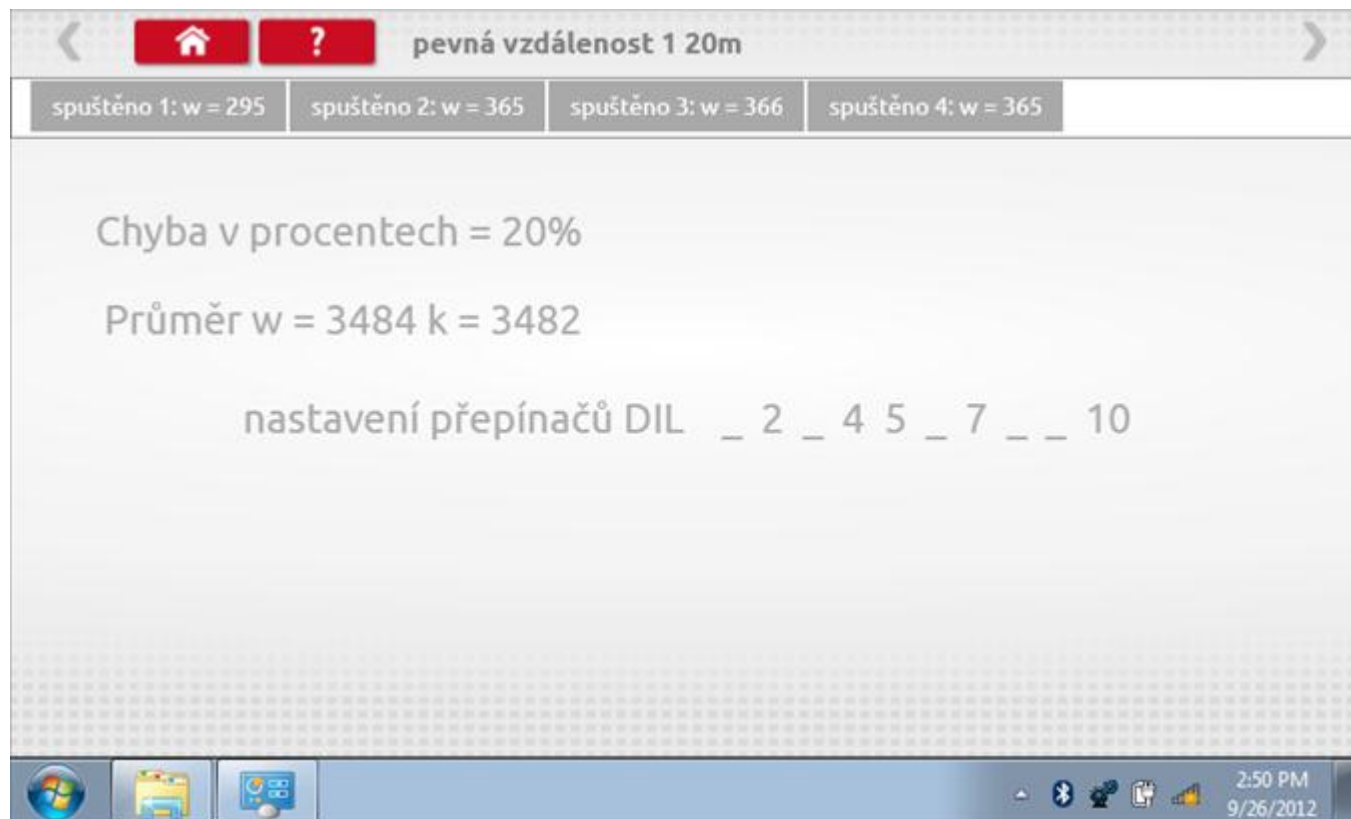 ? pevná vzdálenost 1 20m
spuštěno 1: w = 295 spuštěno 2: w = 365 spuštěno 3: w = 366 spuštěno 4: w = 365
Chyba v procentech = 20%
Průměr w = 3484 k = 3482
nastavení přepínačů DIL _ 2 _ 4 5 _ 7 _ _ 10
2:50 PM
9/26/2012